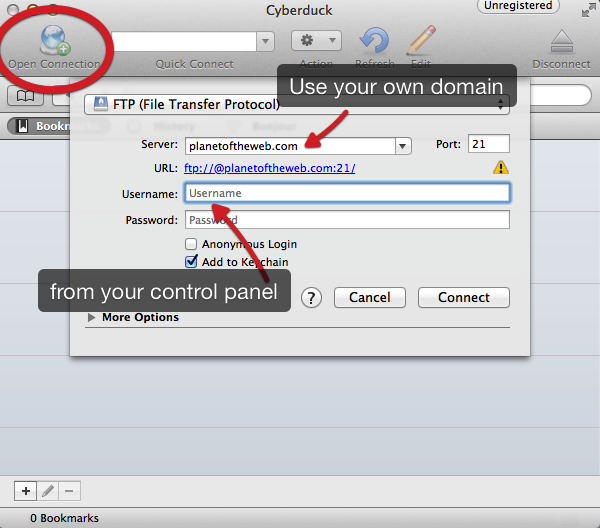 Cyberduck
Unregistered
Open Connection
Quick Connect
Action
Refresh
Edit
Disconnect
Use your own domain
FTP (File Transfer Protocol)
Bookmarks
History
Bonjour
Server:
planetoftheweb.com
Port:
21
URL:
ftp://@planetoftheweb.com:21/
Username:
Username
Password:
Password
Anonymous Login
Add to Keychain
from your control panel
?
Cancel
Connect
More Options
0 Bookmarks